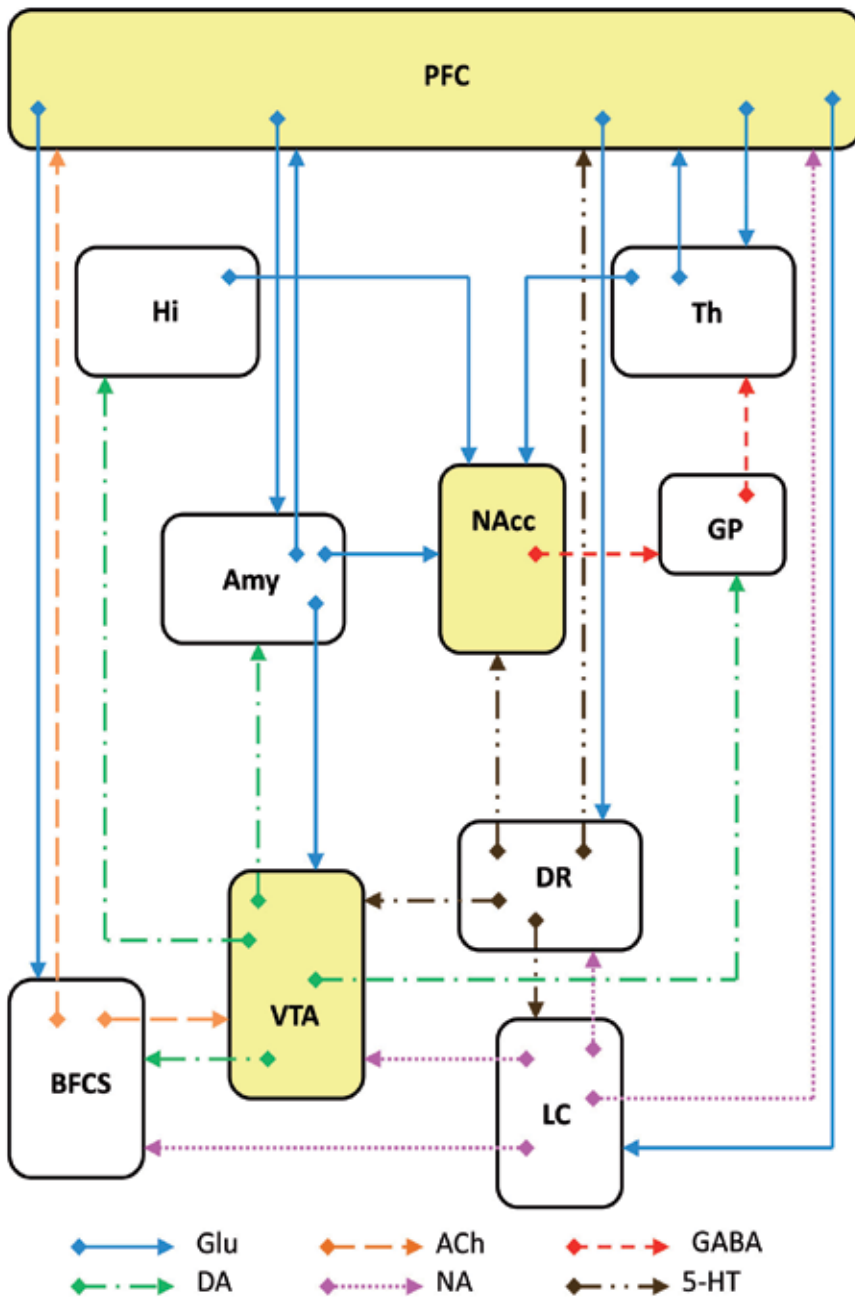 PFC
Hi
Th
NAcc
GP
Amy
DR
VTA
BFCS
LC
Glu ACh GABA
DA NA 5-HT